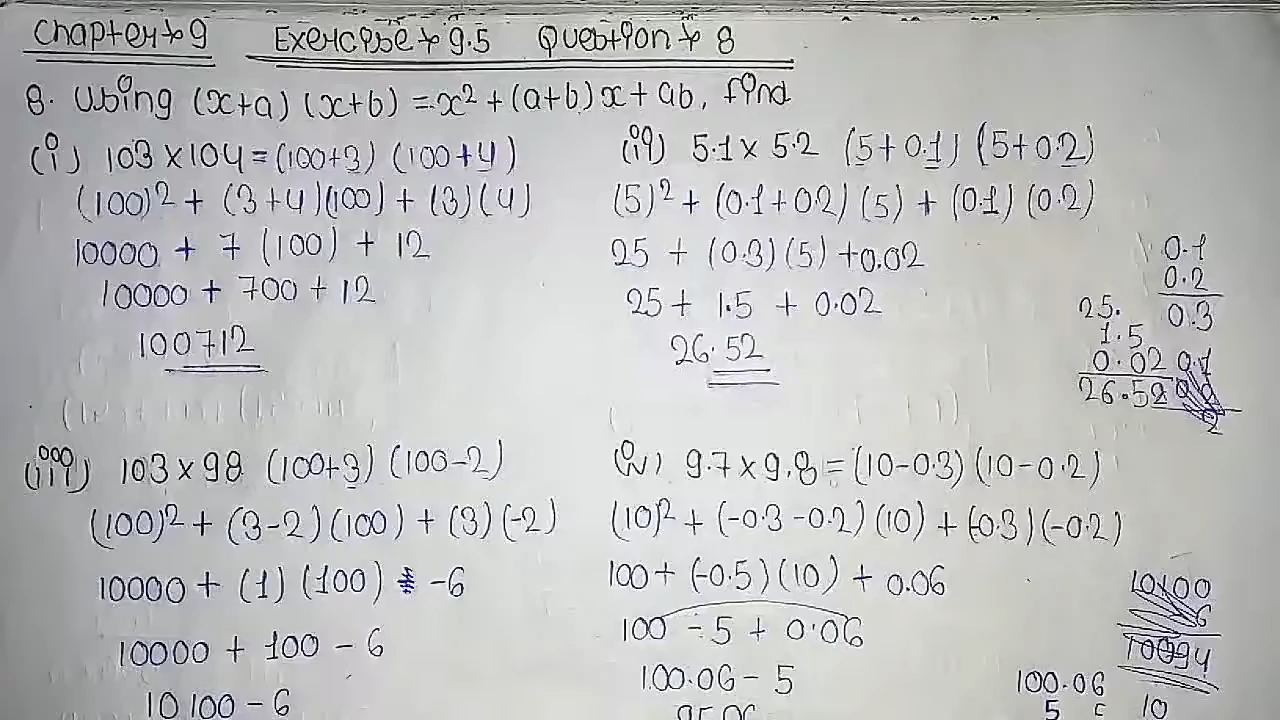 Chapter → 9 Exercise → 9.5 Question → 8
8. Using (x+a) (x+b) = x² + (a+b) x + ab, find
(i) 103 × 104 = (100+3) (100+4)
(100)² + (3+4)(100) + (3)(4)
10000 + 7 (100) + 12
10000 + 700 + 12
100712
(ii) 5.1 × 5.2 (5+0.1) (5+0.2)
(5)² + (0.1+0.2) (5) + (0.1) (0.2)
25 + (0.3)(5) + 0.02
25 + 1.5 + 0.02
26.52
0.1
0.2
0.3
25.
1.5
0.02
26.52
(iii) 103 × 98 (100+3) (100-2)
(100)² + (3-2)(100) + (3)(-2)
10000 + (1) (100) -6
10000 + 100 - 6
10100 - 6
(iv) 9.7 × 9.8 = (10-0.3) (10-0.2)
(10)² + (-0.3-0.2)(10) + (-0.3)(-0.2)
100 + (-0.5)(10) + 0.06
100 - 5 + 0.06
100.06 - 5
95.06
10100
6
10094
100.06
5
10